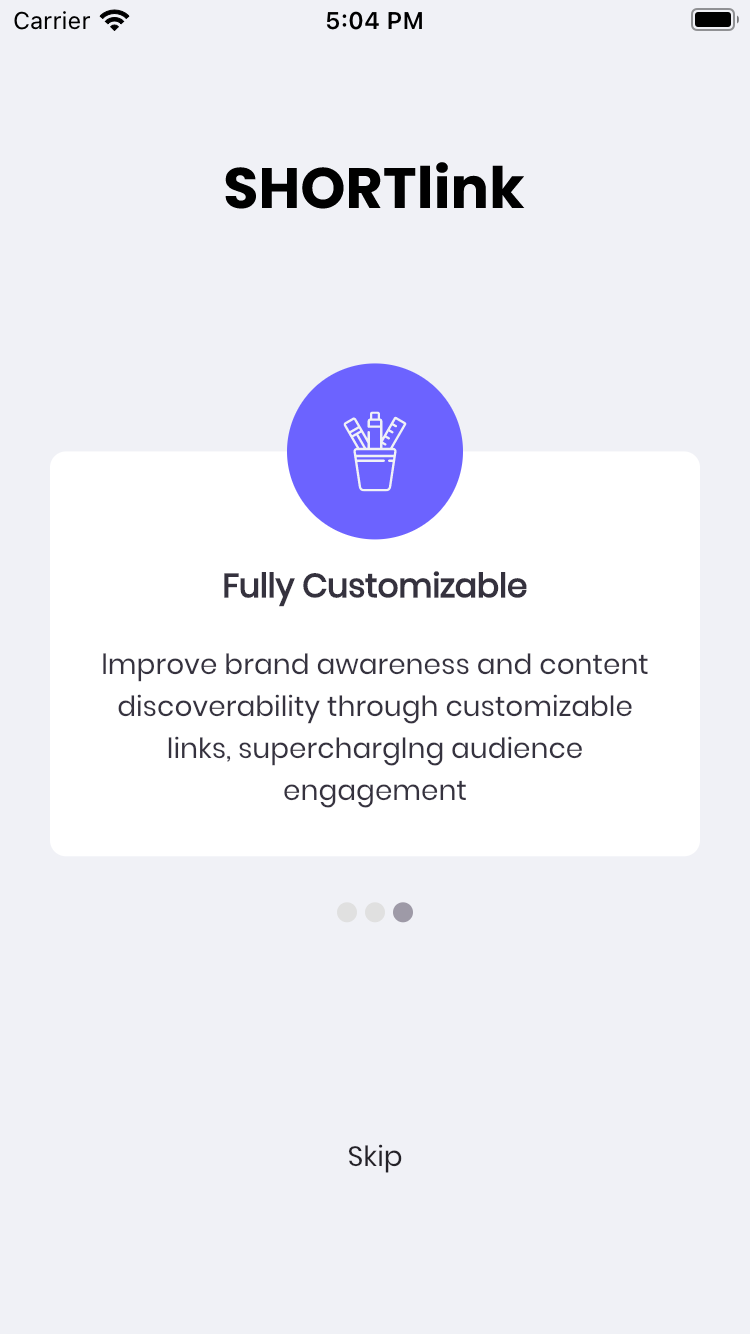 Carrier 5:04 PM
SHORTlink
Fully Customizable
Improve brand awareness and content
discoverability through customizable
links, superchargIng audience
engagement
Skip